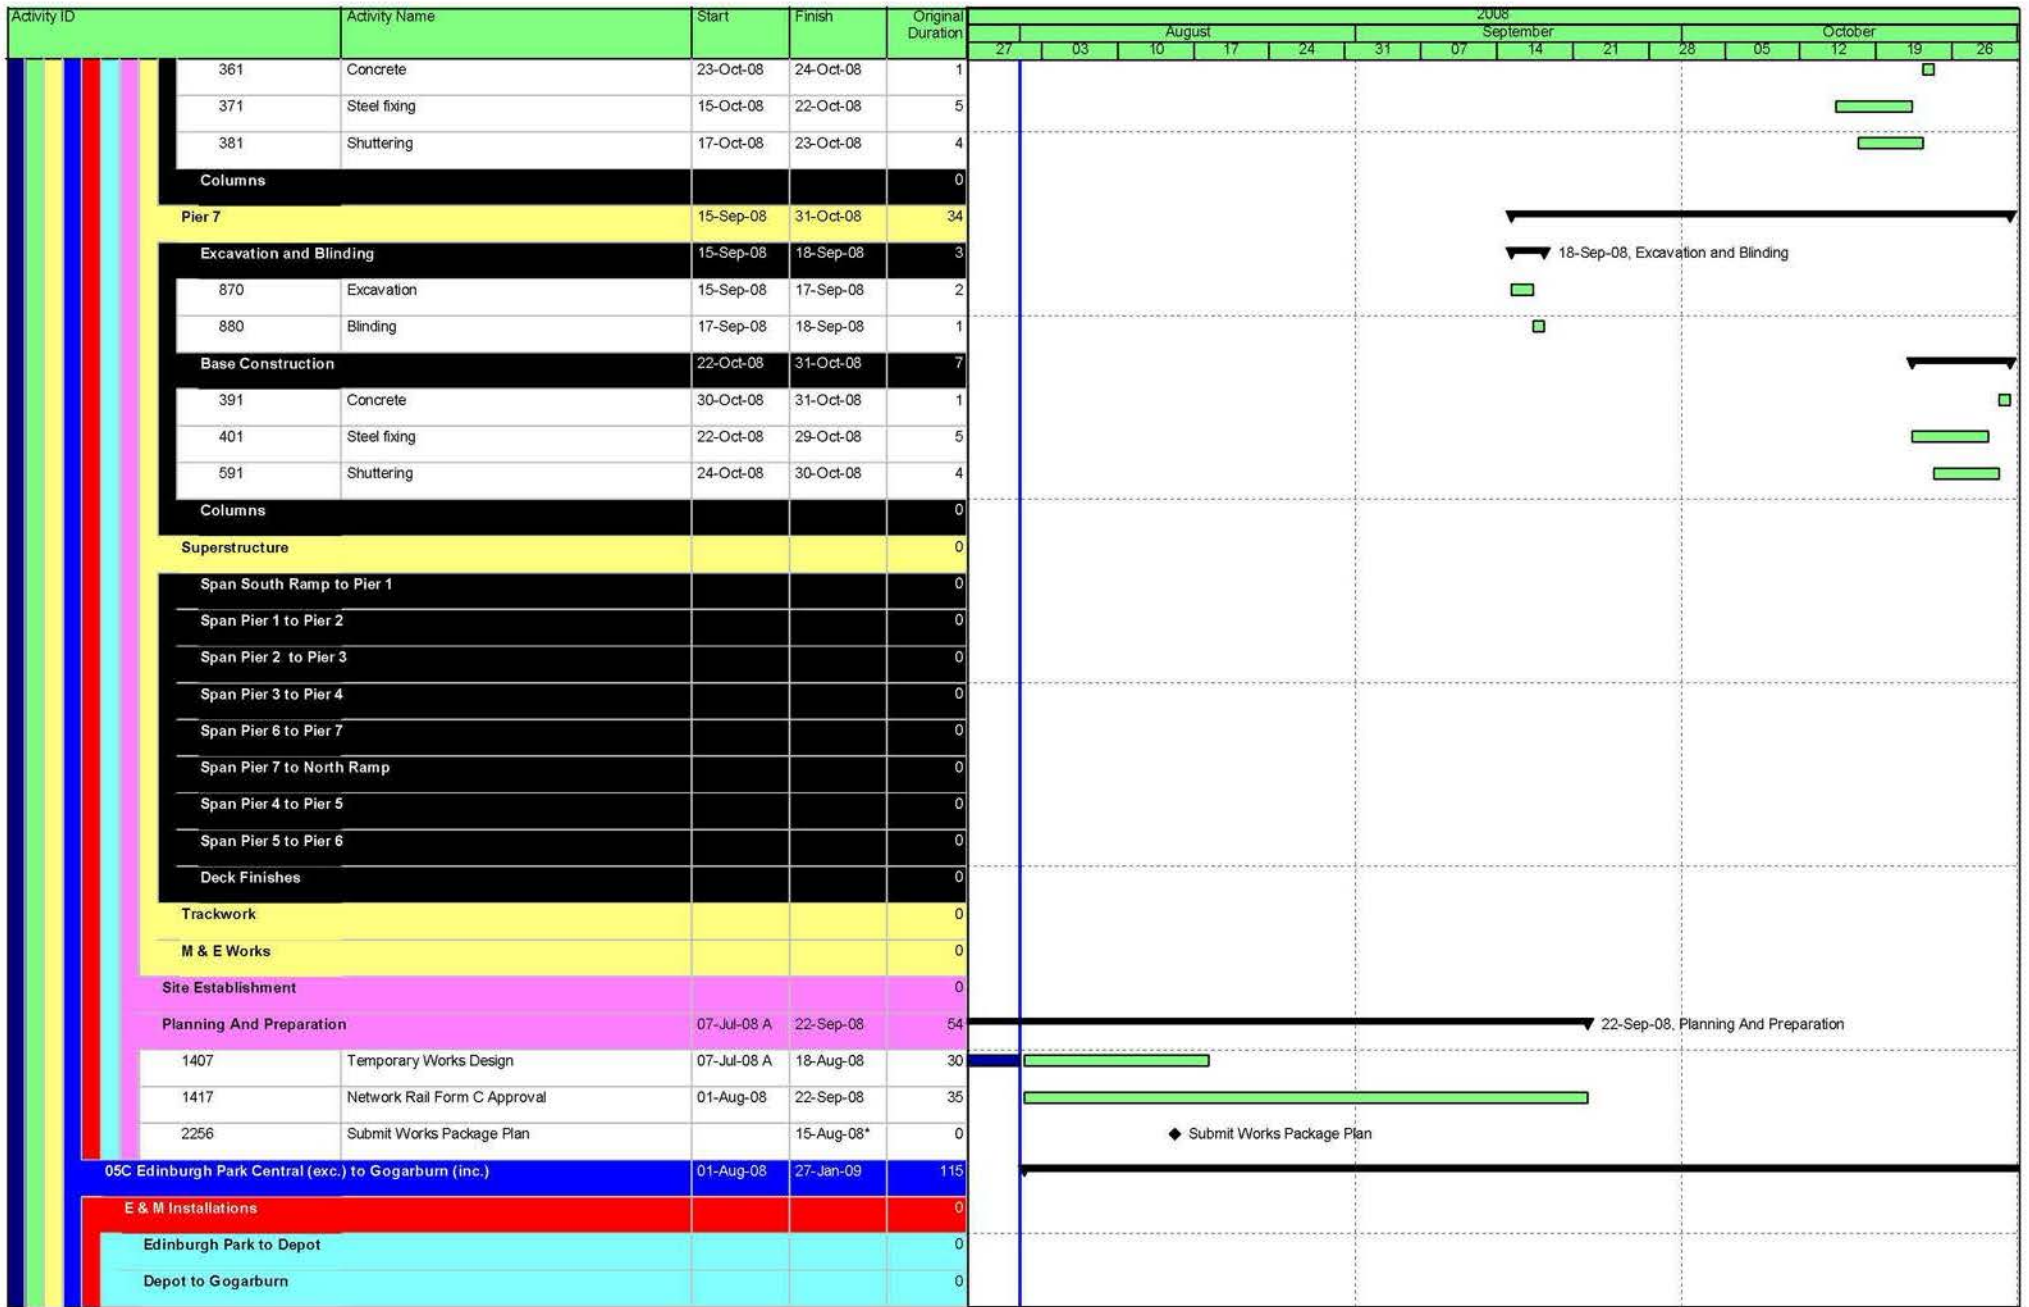 Activity ID Activity Name Start Finish Original Duration 2008
August September October
27 03 10 17 24 31 07 14 21 28 05 12 19 26
361 Concrete 23-Oct-08 24-Oct-08 1
371 Steel fixing 15-Oct-08 22-Oct-08 5
381 Shuttering 17-Oct-08 23-Oct-08 4
Columns 0
Pier 7 15-Sep-08 31-Oct-08 34
Excavation and Blinding 15-Sep-08 18-Sep-08 3 18-Sep-08, Excavation and Blinding
870 Excavation 15-Sep-08 17-Sep-08 2
880 Blinding 17-Sep-08 18-Sep-08 1
Base Construction 22-Oct-08 31-Oct-08 7
391 Concrete 30-Oct-08 31-Oct-08 1
401 Steel fixing 22-Oct-08 29-Oct-08 5
591 Shuttering 24-Oct-08 30-Oct-08 4
Columns 0
Superstructure 0
Span South Ramp to Pier 1 0
Span Pier 1 to Pier 2 0
Span Pier 2 to Pier 3 0
Span Pier 3 to Pier 4 0
Span Pier 6 to Pier 7 0
Span Pier 7 to North Ramp 0
Span Pier 4 to Pier 5 0
Span Pier 5 to Pier 6 0
Deck Finishes 0
Trackwork 0
M & E Works 0
Site Establishment 0
Planning And Preparation 07-Jul-08 A 22-Sep-08 54 22-Sep-08, Planning And Preparation
1407 Temporary Works Design 07-Jul-08 A 18-Aug-08 30
1417 Network Rail Form C Approval 01-Aug-08 22-Sep-08 35
2256 Submit Works Package Plan 15-Aug-08* 0 Submit Works Package Plan
05C Edinburgh Park Central (exc.) to Gogarburn (inc.) 01-Aug-08 27-Jan-09 115
E & M Installations 0
Edinburgh Park to Depot 0
Depot to Gogarburn 0